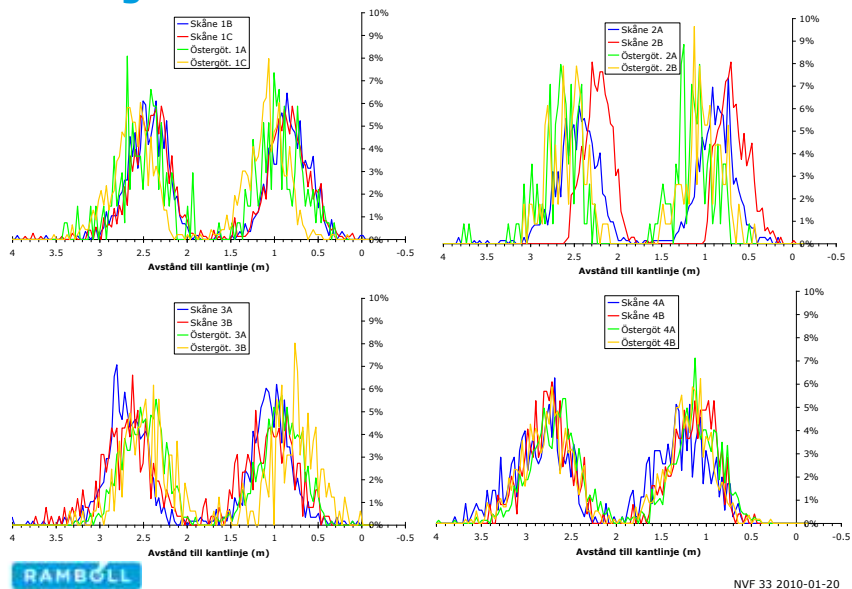 Skåne 1B
Skåne 1C
Östergöt. 1A
Östergöt. 1C
10%
9%
8%
7%
6%
5%
4%
3%
2%
1%
0%
4 3.5 3 2.5 2 1.5 1 0.5 0 -0.5
Avstånd till kantlinje (m)
Skåne 2A
Skåne 2B
Östergöt. 2A
Östergöt. 2B
10%
9%
8%
7%
6%
5%
4%
3%
2%
1%
0%
4 3.5 3 2.5 2 1.5 1 0.5 0 -0.5
Avstånd till kantlinje (m)
Skåne 3A
Skåne 3B
Östergöt. 3A
Östergöt. 3B
10%
9%
8%
7%
6%
5%
4%
3%
2%
1%
0%
4 3.5 3 2.5 2 1.5 1 0.5 0 -0.5
Avstånd till kantlinje (m)
Skåne 4A
Skåne 4B
Östergöt 4A
Östergöt 4B
10%
9%
8%
7%
6%
5%
4%
3%
2%
1%
0%
4 3.5 3 2.5 2 1.5 1 0.5 0 -0.5
Avstånd till kantlinje (m)
RAMBOLL
NVF 33 2010-01-20